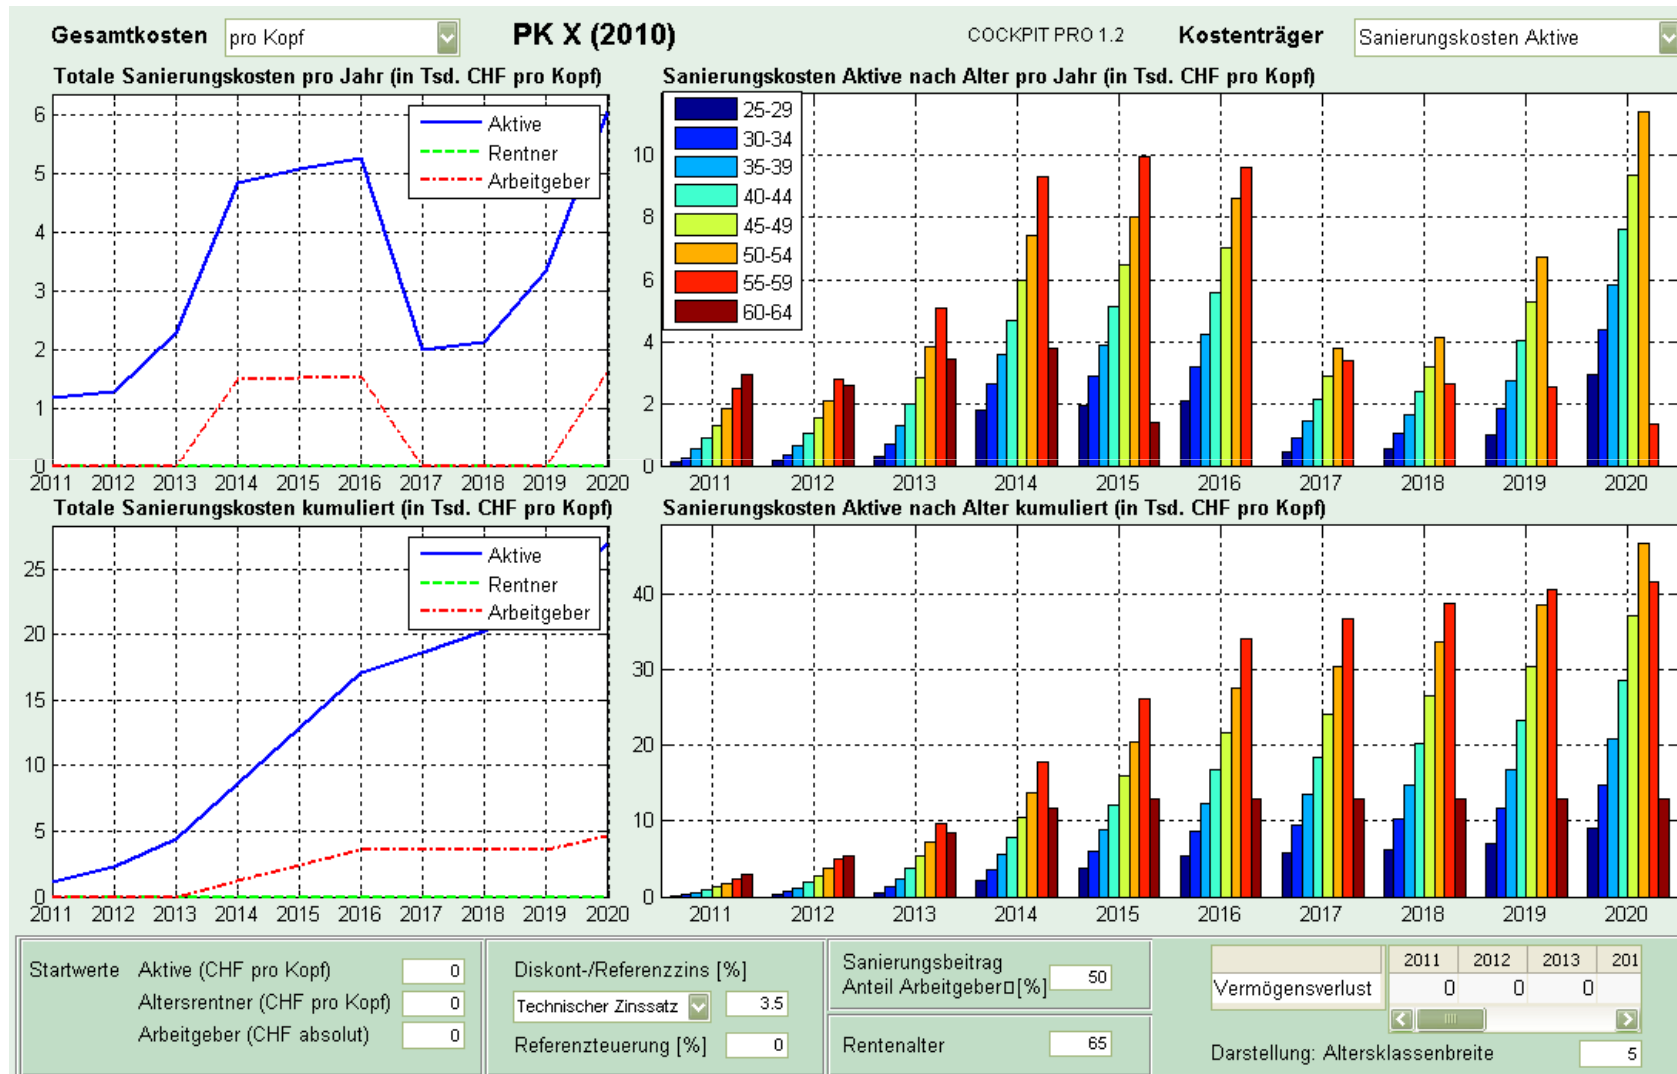 Gesamtkosten pro Kopf PK X (2010) COCKPIT PRO 1.2 Kostenträger Sanierungskosten Aktive
Totale Sanierungskosten pro Jahr (in Tsd. CHF pro Kopf)
6
5
4
3
2
1
0
Aktive
Rentner
Arbeitgeber
2011 2012 2013 2014 2015 2016 2017 2018 2019 2020
Sanierungskosten Aktive nach Alter pro Jahr (in Tsd. CHF pro Kopf)
10
8
6
4
2
0
25-29
30-34
35-39
40-44
45-49
50-54
55-59
60-64
2011 2012 2013 2014 2015 2016 2017 2018 2019 2020
Totale Sanierungskosten kumuliert (in Tsd. CHF pro Kopf)
25
20
15
10
5
0
Aktive
Rentner
Arbeitgeber
2011 2012 2013 2014 2015 2016 2017 2018 2019 2020
Sanierungskosten Aktive nach Alter kumuliert (in Tsd. CHF pro Kopf)
40
30
20
10
0
2011 2012 2013 2014 2015 2016 2017 2018 2019 2020
Startwerte Aktive (CHF pro Kopf) 0
Altersrentner (CHF pro Kopf) 0
Arbeitgeber (CHF absolut) 0
Diskont-/Referenzzins [%]
Technischer Zinssatz 3.5
Referenzteuerung [%] 0
Sanierungsbeitrag
Anteil Arbeitgeber□[%] 50
Rentenalter 65
2011 2012 2013 201
Vermögensverlust 0 0 0
Darstellung: Altersklassenbreite 5